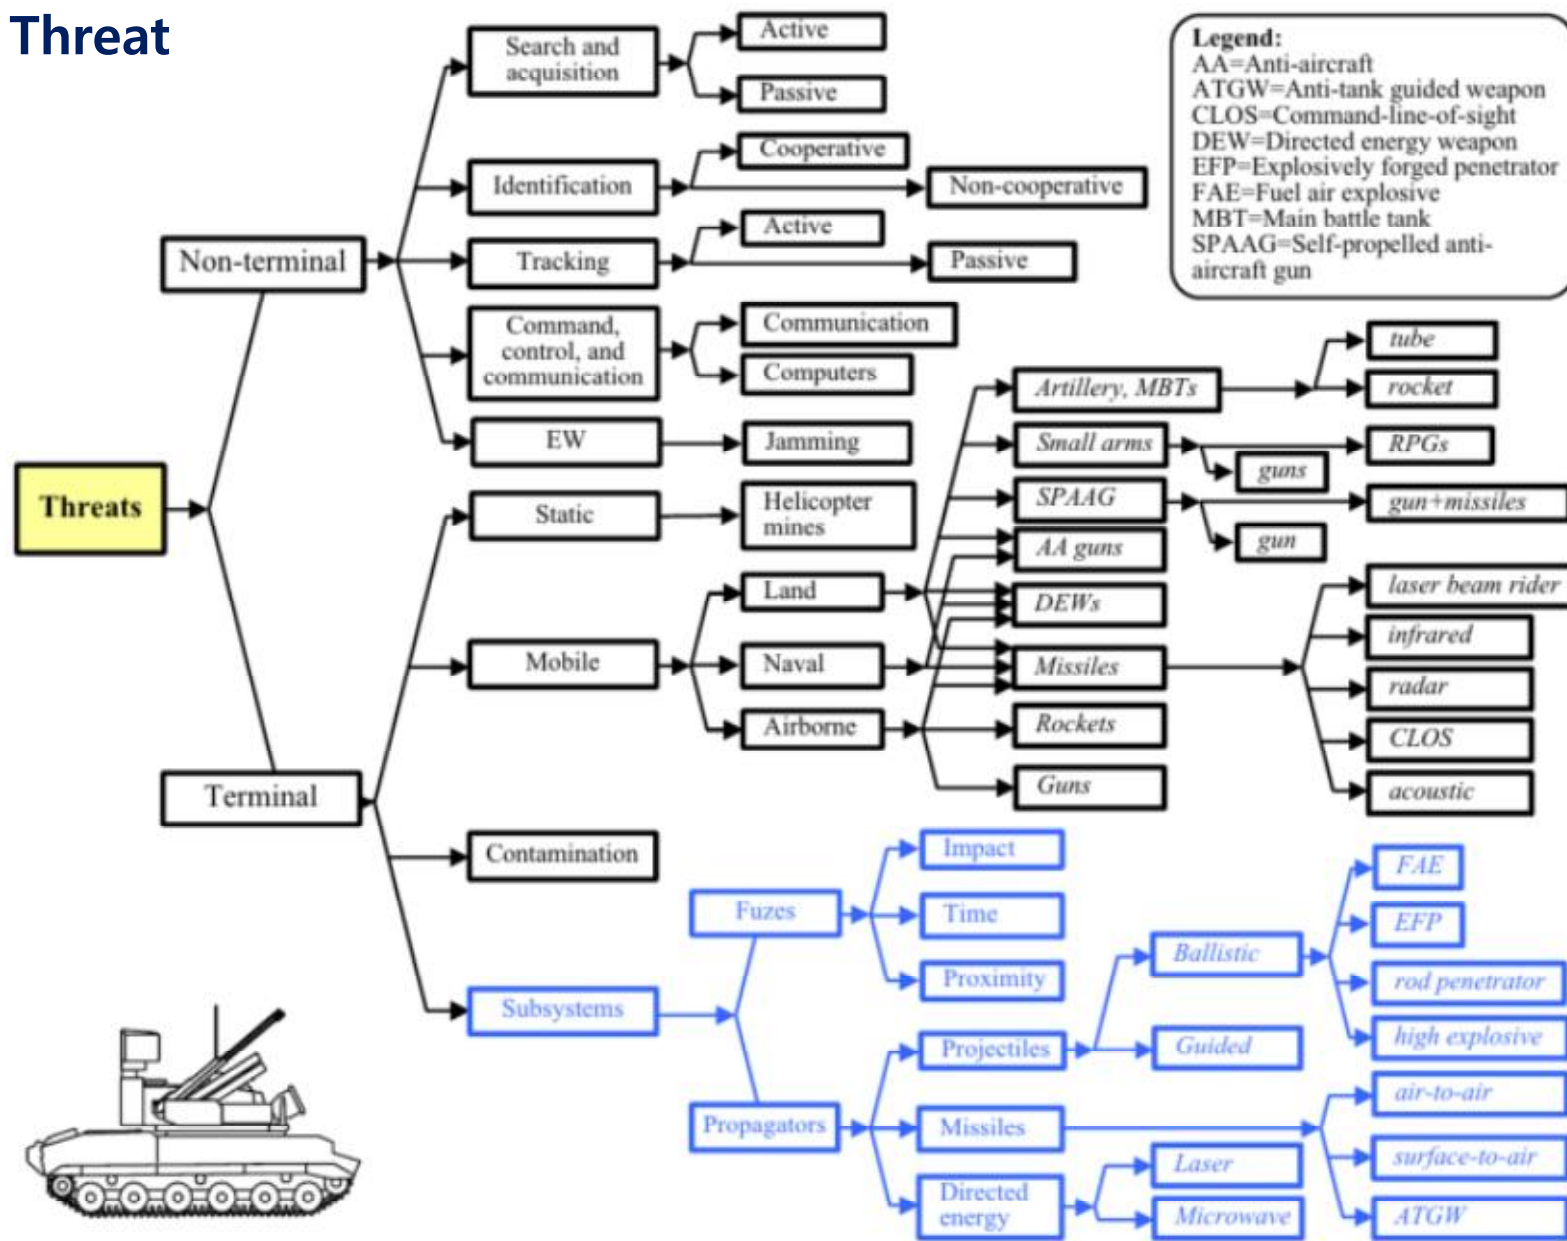 Threat
Legend:
AA=Anti-aircraft
ATGW=Anti-tank guided weapon
CLOS=Command-line-of-sight
DEW=Directed energy weapon
EFP=Explosively forged penetrator
FAE=Fuel air explosive
MBT=Main battle tank
SPAAG=Self-propelled anti-
aircraft gun
Threats
Non-terminal
Search and
acquisition
Active
Passive
Identification
Cooperative
Non-cooperative
Tracking
Active
Passive
Command,
control, and
communication
Communication
Computers
EW
Jamming
Terminal
Static
Helicopter
mines
Mobile
Land
Naval
Airborne
Artillery, MBTs
tube
rocket
Small arms
RPGs
guns
SPAAG
gun+missiles
gun
AA guns
DEWs
Missiles
laser beam rider
infrared
radar
CLOS
acoustic
Rockets
Guns
Contamination
Subsystems
Fuzes
Impact
Time
Proximity
Propagators
Projectiles
Ballistic
FAE
EFP
rod penetrator
high explosive
Guided
Missiles
air-to-air
surface-to-air
ATGW
Directed
energy
Laser
Microwave